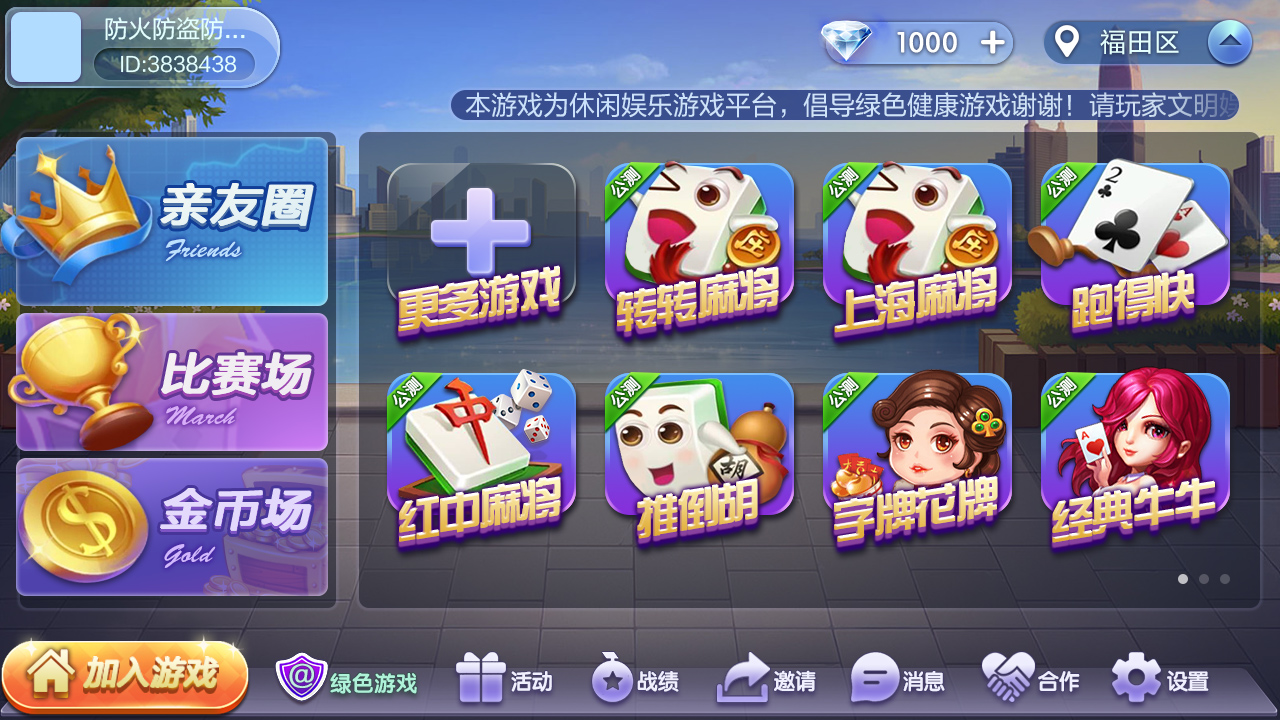 防火防盗防...
ID:3838438
1000
福田区
本游戏为休闲娱乐游戏平台，倡导绿色健康游戏谢谢！请玩家文明娱
亲友圈
Friends
比赛场
March
金币场
Gold
更多游戏
公测
转转麻将
公测
上海麻将
公测
2
A
跑得快
公测
中
红中麻将
公测
胡
推倒胡
公测
字牌花牌
公测
A
经典牛牛
加入游戏
@
绿色游戏
活动
战绩
邀请
消息
合作
设置